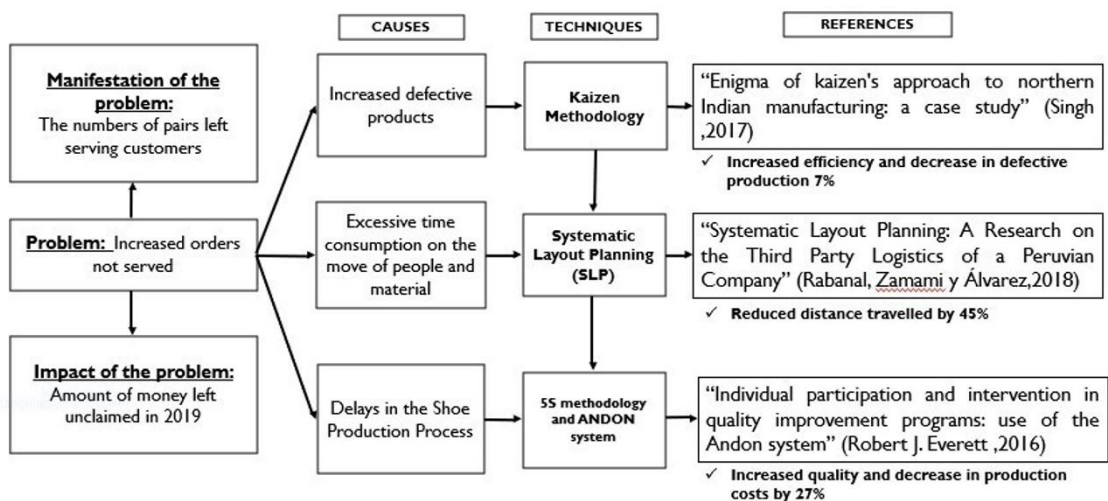 CAUSES
TECHNIQUES
REFERENCES
Manifestation of the
problem:
The numbers of pairs left
serving customers
Problem: Increased orders
not served
Impact of the problem:
Amount of money left
unclaimed in 2019
Increased defective
products
Excessive time
consumption on the
move of people and
material
Delays in the Shoe
Production Process
Kaizen
Methodology
Systematic
Layout Planning
(SLP)
5S methodology
and ANDON
system
“Enigma of kaizen's approach to northern
Indian manufacturing: a case study” (Singh
,2017)
✓ Increased efficiency and decrease in defective
production 7%
“Systematic Layout Planning: A Research on
the Third Party Logistics of a Peruvian
Company” (Rabanal, Zamami y Álvarez,2018)
✓ Reduced distance travelled by 45%
“Individual participation and intervention in
quality improvement programs: use of the
Andon system” (Robert J. Everett ,2016)
✓ Increased quality and decrease in production
costs by 27%